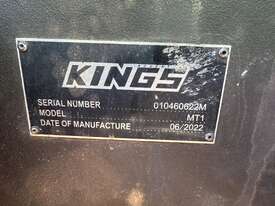 KINGS
SERIAL NUMBER 010460622M
MODEL MT1
DATE OF MANUFACTURE 06/2022